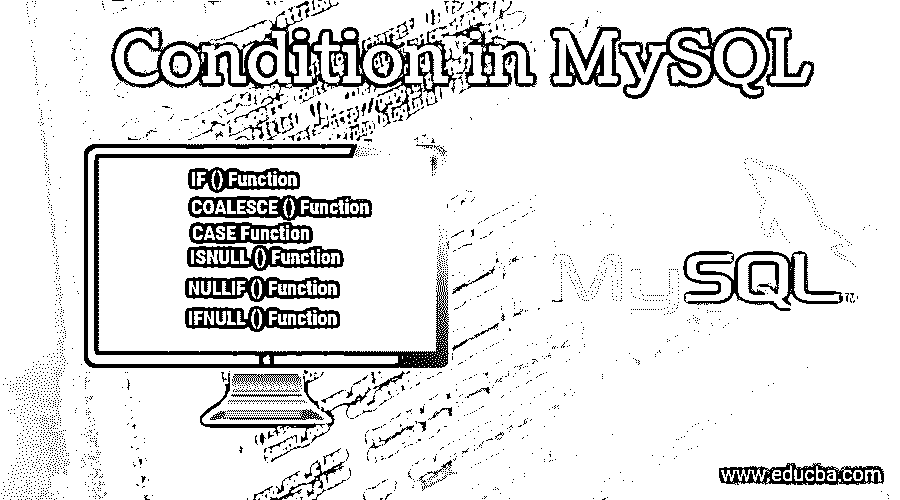 Condition in MySQL
IF () Function
COALESCE () Function
CASE Function
ISNULL () Function
NULLIF () Function
IFNULL () Function
MySQL™
www.educba.com